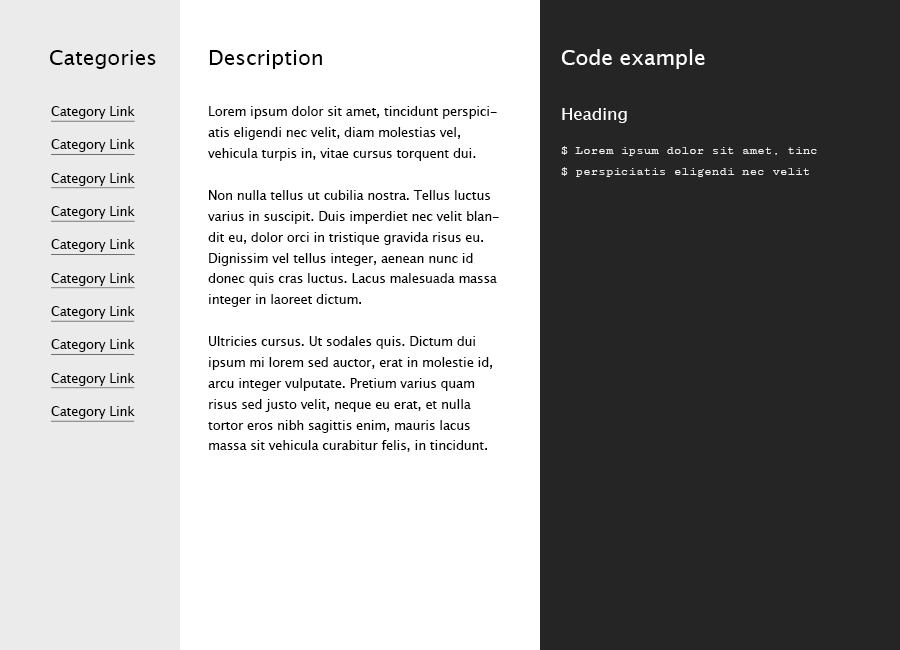 Categories
Category Link
Category Link
Category Link
Category Link
Category Link
Category Link
Category Link
Category Link
Category Link
Category Link
Description
Lorem ipsum dolor sit amet, tincidunt perspici-
atis eligendi nec velit, diam molestias vel,
vehicula turpis in, vitae cursus torquent dui.
Non nulla tellus ut cubilia nostra. Tellus luctus
varius in suscipit. Duis imperdiet nec velit blan-
dit eu, dolor orci in tristique gravida risus eu.
Dignissim vel tellus integer, aenean nunc id
donec quis cras luctus. Lacus malesuada massa
integer in laoreet dictum.
Ultricies cursus. Ut sodales quis. Dictum dui
ipsum mi lorem sed auctor, erat in molestie id,
arcu integer vulputate. Pretium varius quam
risus sed justo velit, neque eu erat, et nulla
tortor eros nibh sagittis enim, mauris lacus
massa sit vehicula curabitur felis, in tincidunt.
Code example
Heading
$ Lorem ipsum dolor sit amet, tinc
$ perspiciatis eligendi nec velit